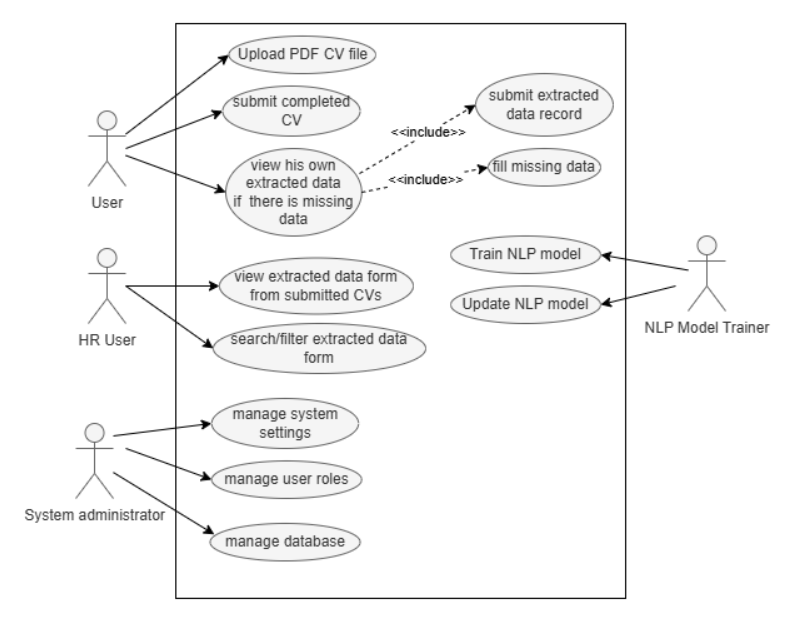 Upload PDF CV file
submit completed
CV
submit extracted
data record
<<include>>
view his own
extracted data
if there is missing
data
<<include>>
fill missing data
User
Train NLP model
view extracted data form
from submitted CVs
Update NLP model
NLP Model Trainer
HR User
search/filter extracted data
form
manage system
settings
manage user roles
System administrator
manage database